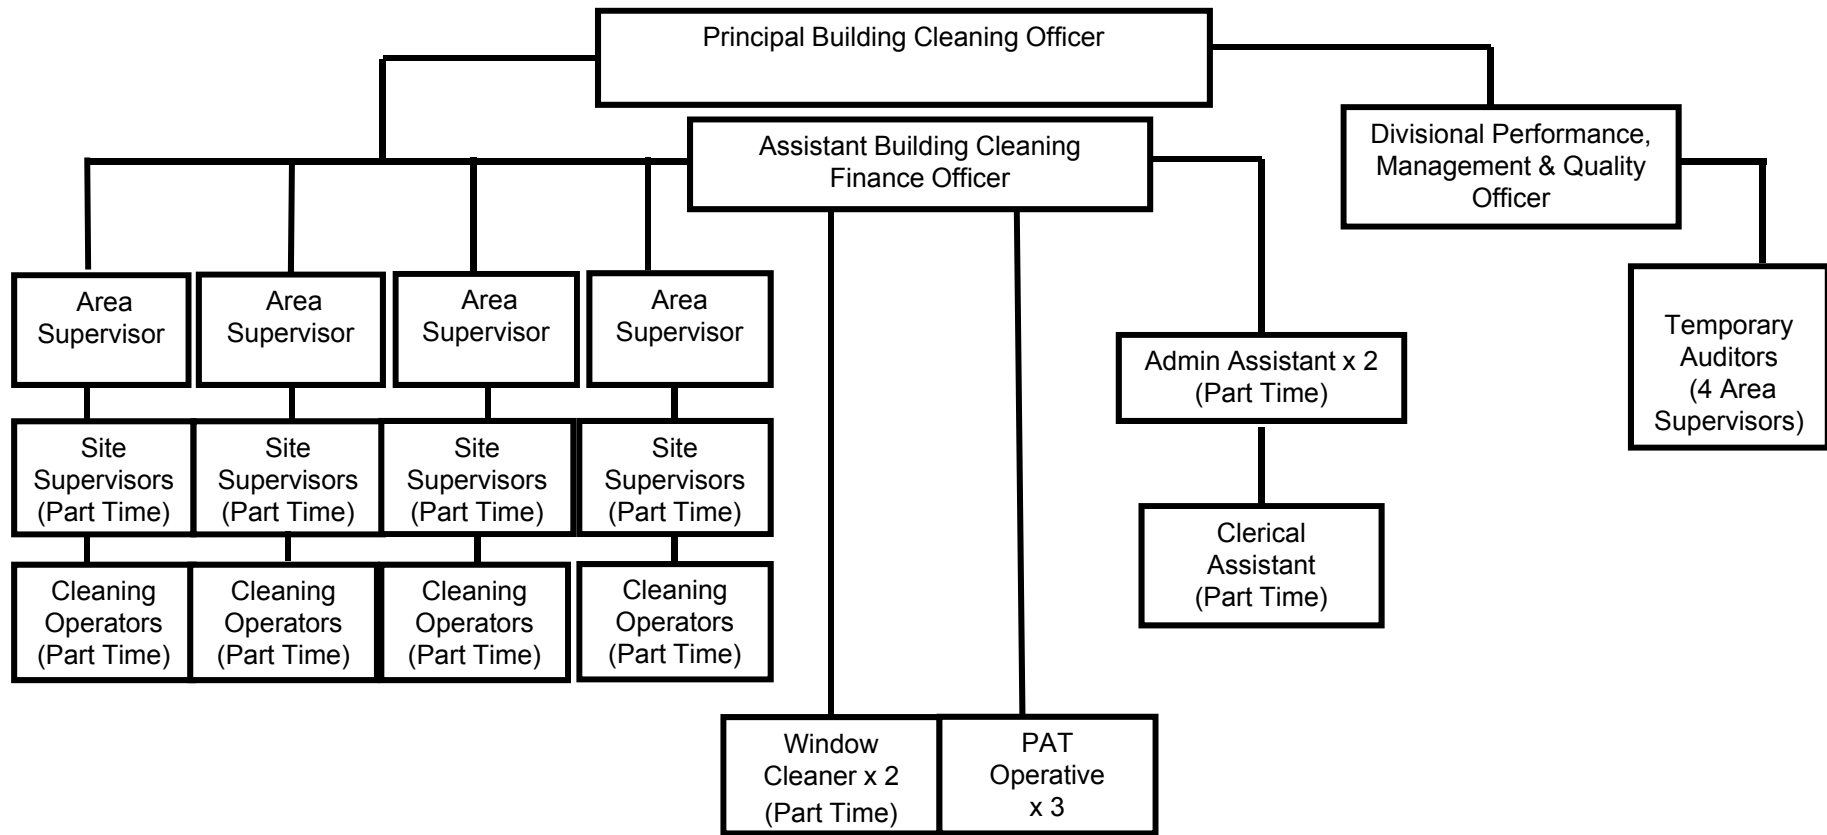 Principal Building Cleaning Officer
Assistant Building Cleaning
Finance Officer
Divisional Performance,
Management & Quality
Officer
Area
Supervisor
Area
Supervisor
Area
Supervisor
Area
Supervisor
Admin Assistant x 2
(Part Time)
Temporary
Auditors
(4 Area
Supervisors)
Site
Supervisors
(Part Time)
Site
Supervisors
(Part Time)
Site
Supervisors
(Part Time)
Site
Supervisors
(Part Time)
Clerical
Assistant
(Part Time)
Cleaning
Operators
(Part Time)
Cleaning
Operators
(Part Time)
Cleaning
Operators
(Part Time)
Cleaning
Operators
(Part Time)
Window
Cleaner x 2
(Part Time)
PAT
Operative
x 3